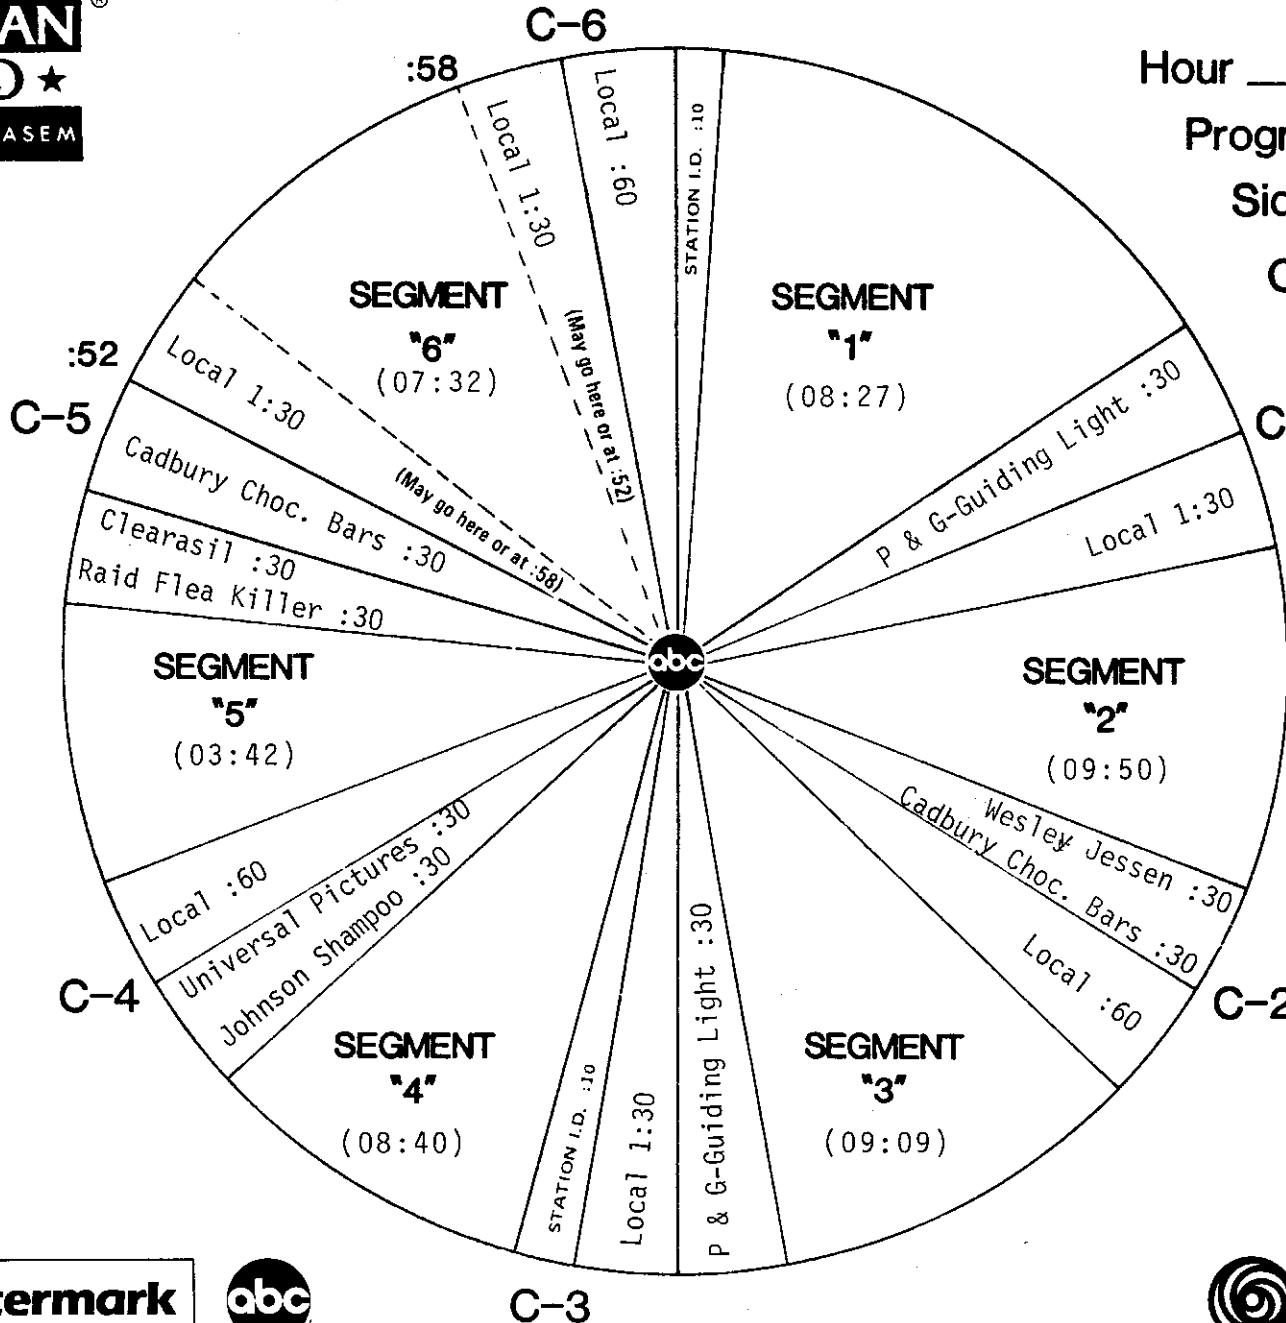 AN
®
ASEM
C-6
:58
Hour
Local 1:30
(May go here or at :52)
Local :60
STATION I.D. :10
SEGMENT
"1"
(08:27)
P & G-Guiding Light :30
Local 1:30
SEGMENT
"2"
(09:50)
Wesley Jessen :30
Cadbury Choc. Bars :30
C-2
Local :60
SEGMENT
"3"
(09:09)
P & G-Guiding Light :30
C-3
Local 1:30
STATION I.D. :10
SEGMENT
"4"
(08:40)
Johnson Shampoo :30
Universal Pictures :30
C-4
Local :60
SEGMENT
"5"
(03:42)
Raid Flea Killer :30
Clearasil :30
Cadbury Choc. Bars :30
C-5
:52
Local 1:30
(May go here or at :58)
SEGMENT
"6"
(07:32)
abc
termark
abc